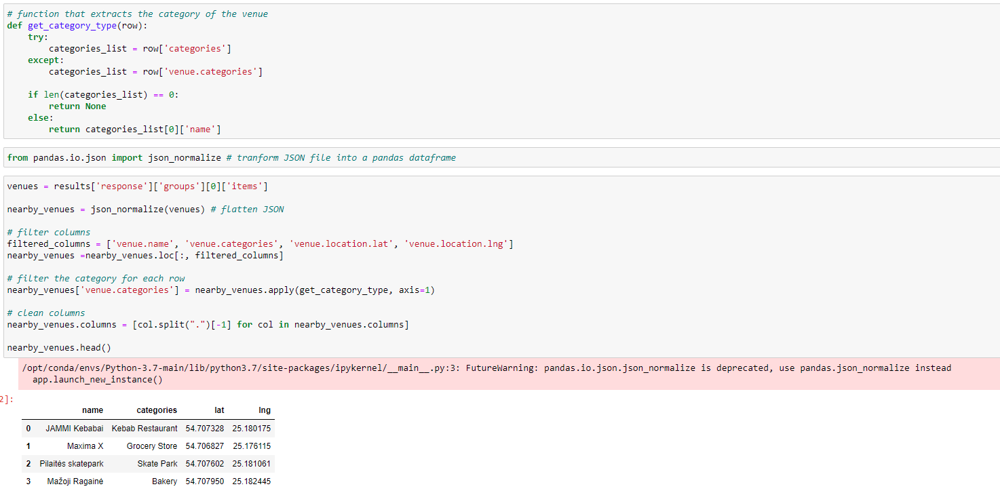 # function that extracts the category of the venue
def get_category_type(row):
    try:
        categories_list = row['categories']
    except:
        categories_list = row['venue.categories']

    if len(categories_list) == 0:
        return None
    else:
        return categories_list[0]['name']
from pandas.io.json import json_normalize # tranform JSON file into a pandas dataframe
venues = results['response']['groups'][0]['items']

nearby_venues = json_normalize(venues) # flatten JSON

# filter columns
filtered_columns = ['venue.name', 'venue.categories', 'venue.location.lat', 'venue.location.lng']
nearby_venues =nearby_venues.loc[:, filtered_columns]

# filter the category for each row
nearby_venues['venue.categories'] = nearby_venues.apply(get_category_type, axis=1)

# clean columns
nearby_venues.columns = [col.split(".")[-1] for col in nearby_venues.columns]

nearby_venues.head()
/opt/conda/envs/Python-3.7-main/lib/python3.7/site-packages/ipykernel/__main__.py:3: FutureWarning: pandas.io.json.json_normalize is deprecated, use pandas.json_normalize instead
  app.launch_new_instance()
2]:
name categories lat lng
0 JAMMI Kebabai Kebab Restaurant 54.707328 25.180175
1 Maxima X Grocery Store 54.706827 25.176115
2 Pilaitės skatepark Skate Park 54.707602 25.181061
3 Mažoji Ragainė Bakery 54.707950 25.182445